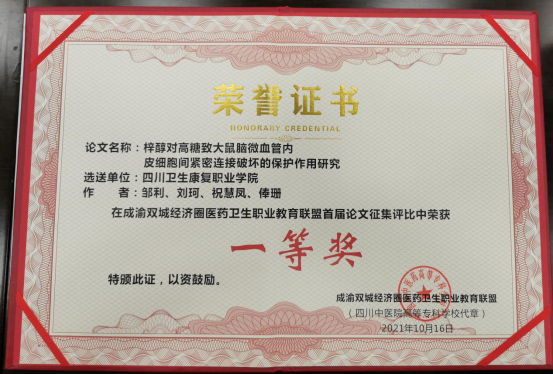 荣誉证书
HONORARY CREDENTIAL
论文名称：梓醇对高糖致大鼠脑微血管内
皮细胞间紧密连接破坏的保护作用研究
选送单位：四川卫生康复职业学院
作 者：邹利、刘珂、祝慧凤、俸珊
在成渝双城经济圈医药卫生职业教育联盟首届论文征集评比中荣获
一等奖
特颁此证，以资鼓励。
成渝双城经济圈医药卫生职业教育联盟
（四川中医药高等专科学校代章）
2021年10月16日